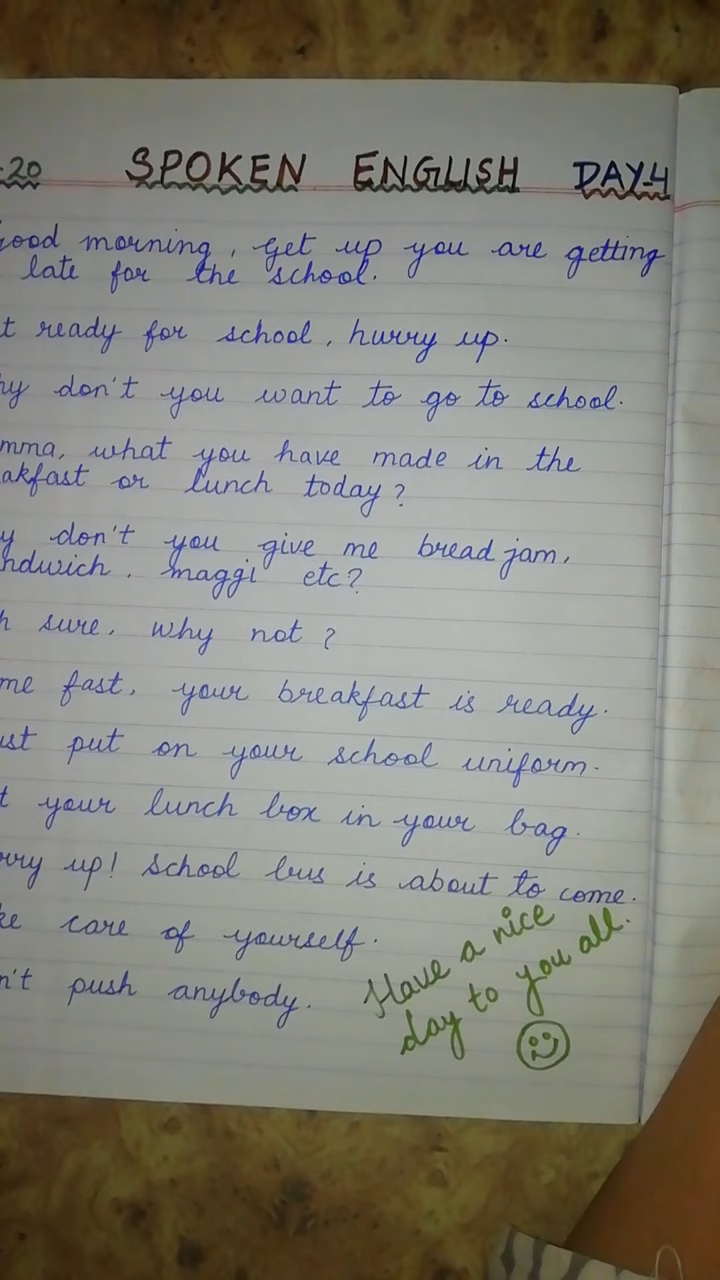 -20 SPOKEN ENGLISH DAY-4
good morning, get up you are getting
late for the school.
t ready for school, hurry up.
hy don't you want to go to school.
mma, what you have made in the
akfast or lunch today?
y don't you give me bread jam,
ndwich, maggi etc?
h sure, why not?
me fast, your breakfast is ready.
ust put on your school uniform.
t your lunch box in your bag.
rry up! School bus is about to come.
ke care of yourself.
n't push anybody.
Have a nice
day to you all.